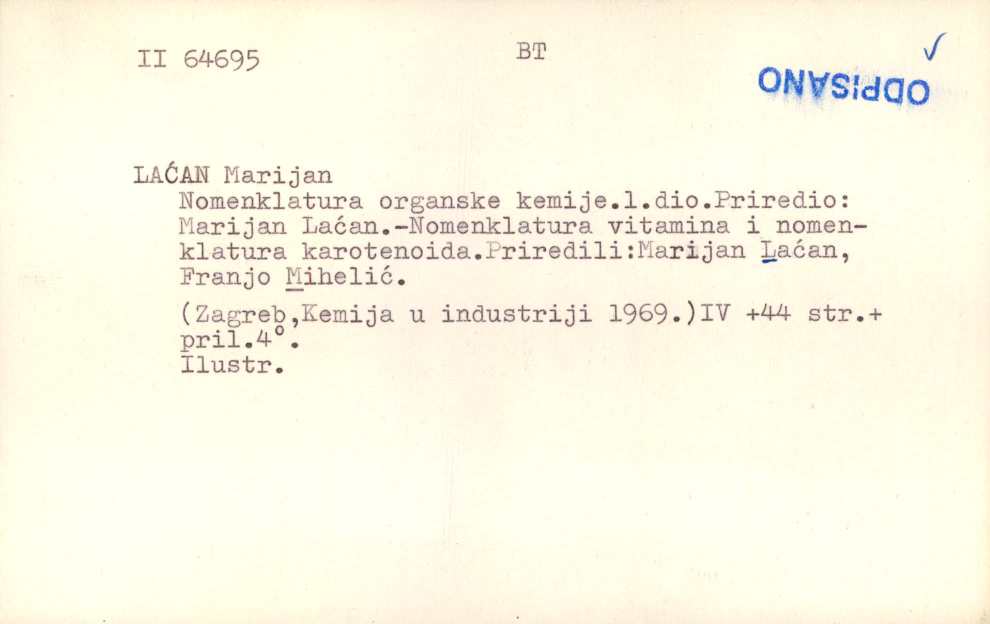 II 64695
BT
ODPISANO
LAĆAN Marijan
Nomenklatura organske kemije.1.dio.Priredio:
Marijan Laćan.-Nomenklatura vitamina i nomen-
klatura karotenoida.Priredili:Marijan Laćan,
Franjo Mihelić.
(Zagreb,Kemija u industriji 1969.)IV +44 str.+
pril.4°.
Ilustr.